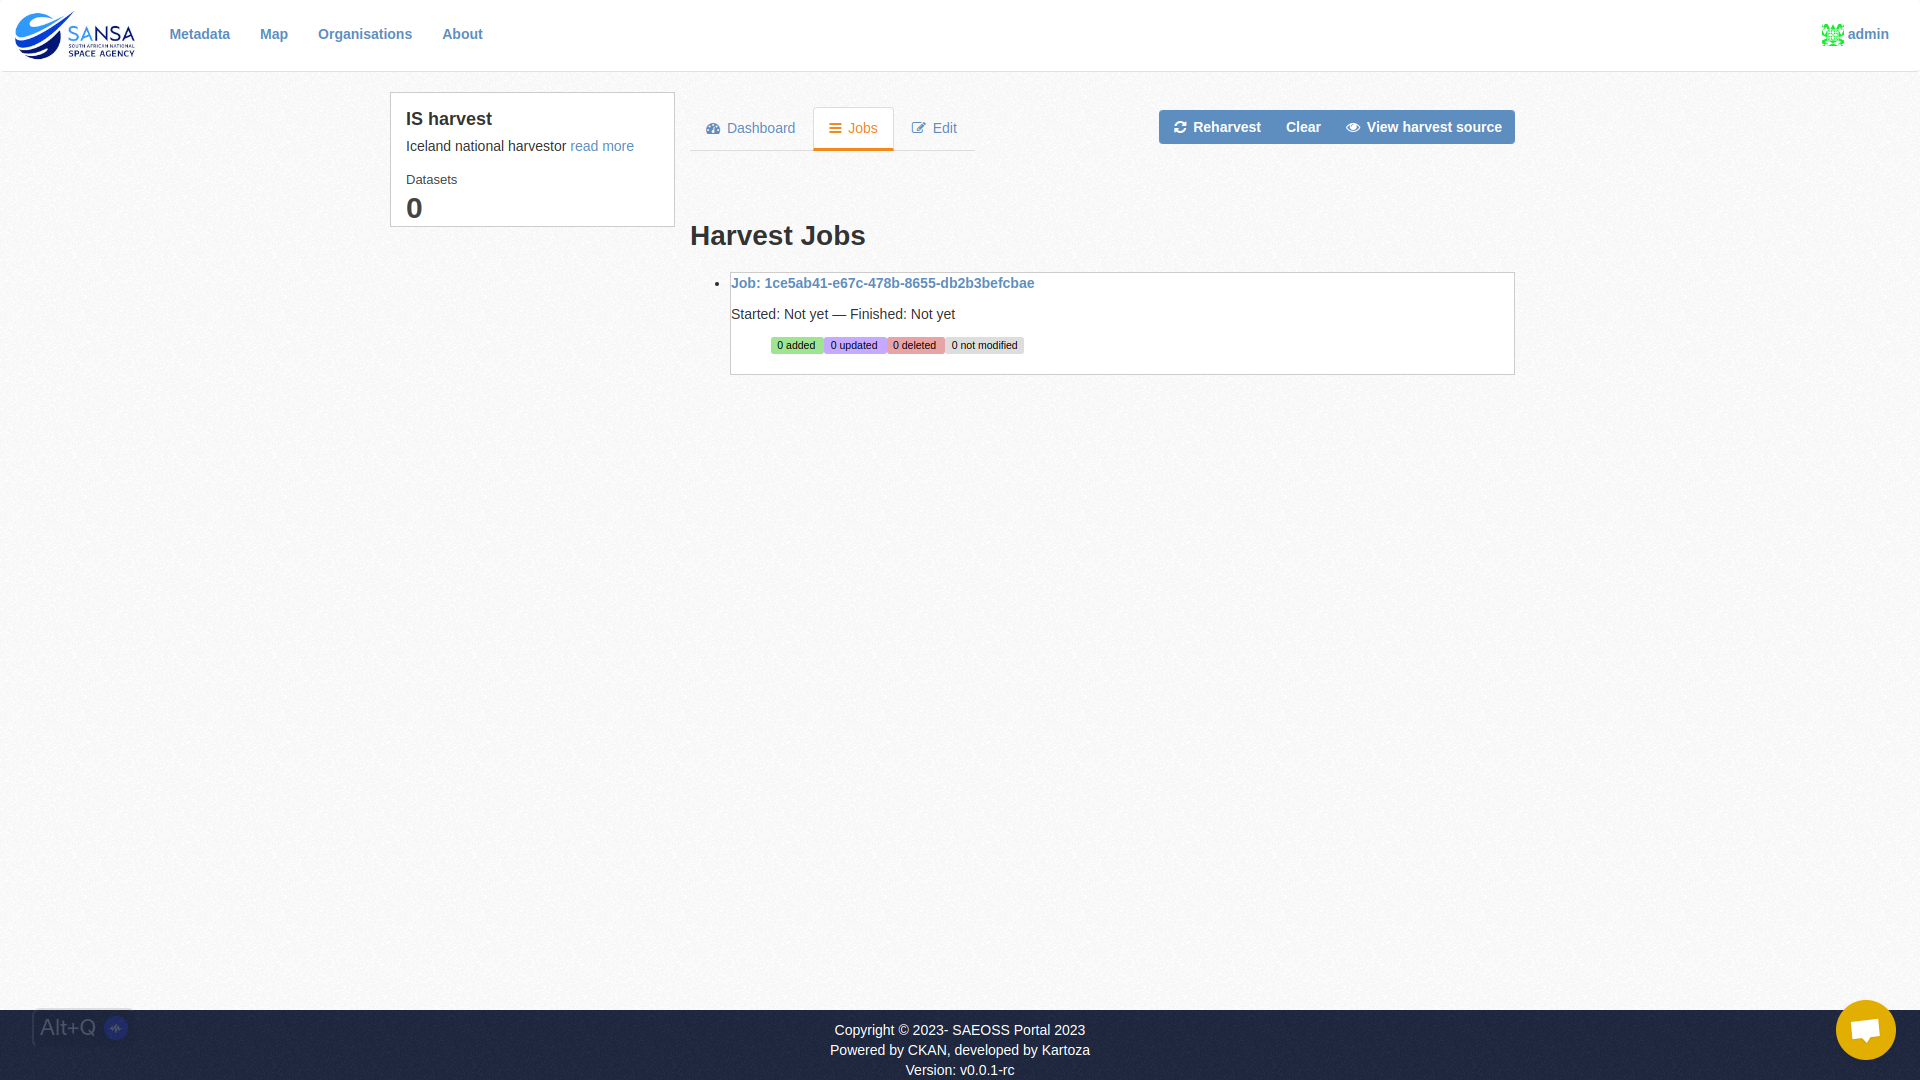 SANSA
SOUTH AFRICAN NATIONAL
SPACE AGENCY
Metadata
Map
Organisations
About
admin
IS harvest
Iceland national harvestor read more
Datasets
0
Dashboard
Jobs
Edit
Reharvest
Clear
View harvest source
Harvest Jobs
Job: 1ce5ab41-e67c-478b-8655-db2b3befcbae
Started: Not yet — Finished: Not yet
0 added
0 updated
0 deleted
0 not modified
Alt+Q
Copyright © 2023- SAEOSS Portal 2023
Powered by CKAN, developed by Kartoza
Version: v0.0.1-rc